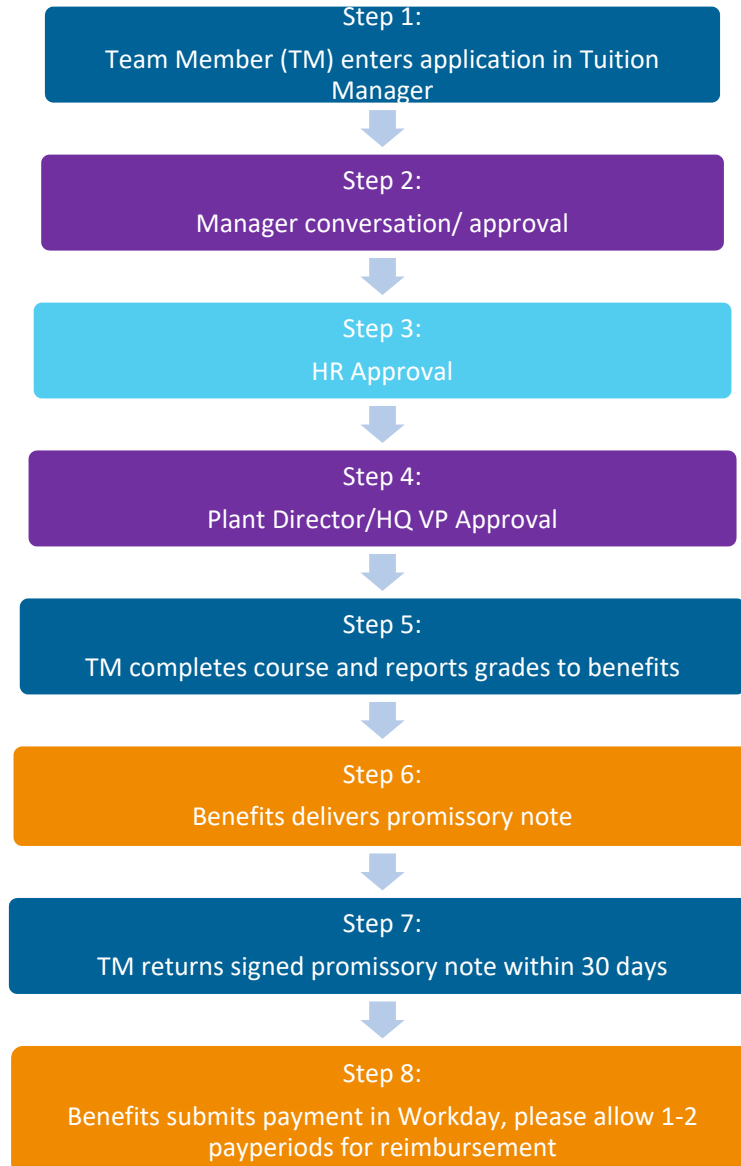 Step 1:
Team Member (TM) enters application in Tuition
Manager
Step 2:
Manager conversation/ approval
Step 3:
HR Approval
Step 4:
Plant Director/HQ VP Approval
Step 5:
TM completes course and reports grades to benefits
Step 6:
Benefits delivers promissory note
Step 7:
TM returns signed promissory note within 30 days
Step 8:
Benefits submits payment in Workday, please allow 1-2
payperiods for reimbursement